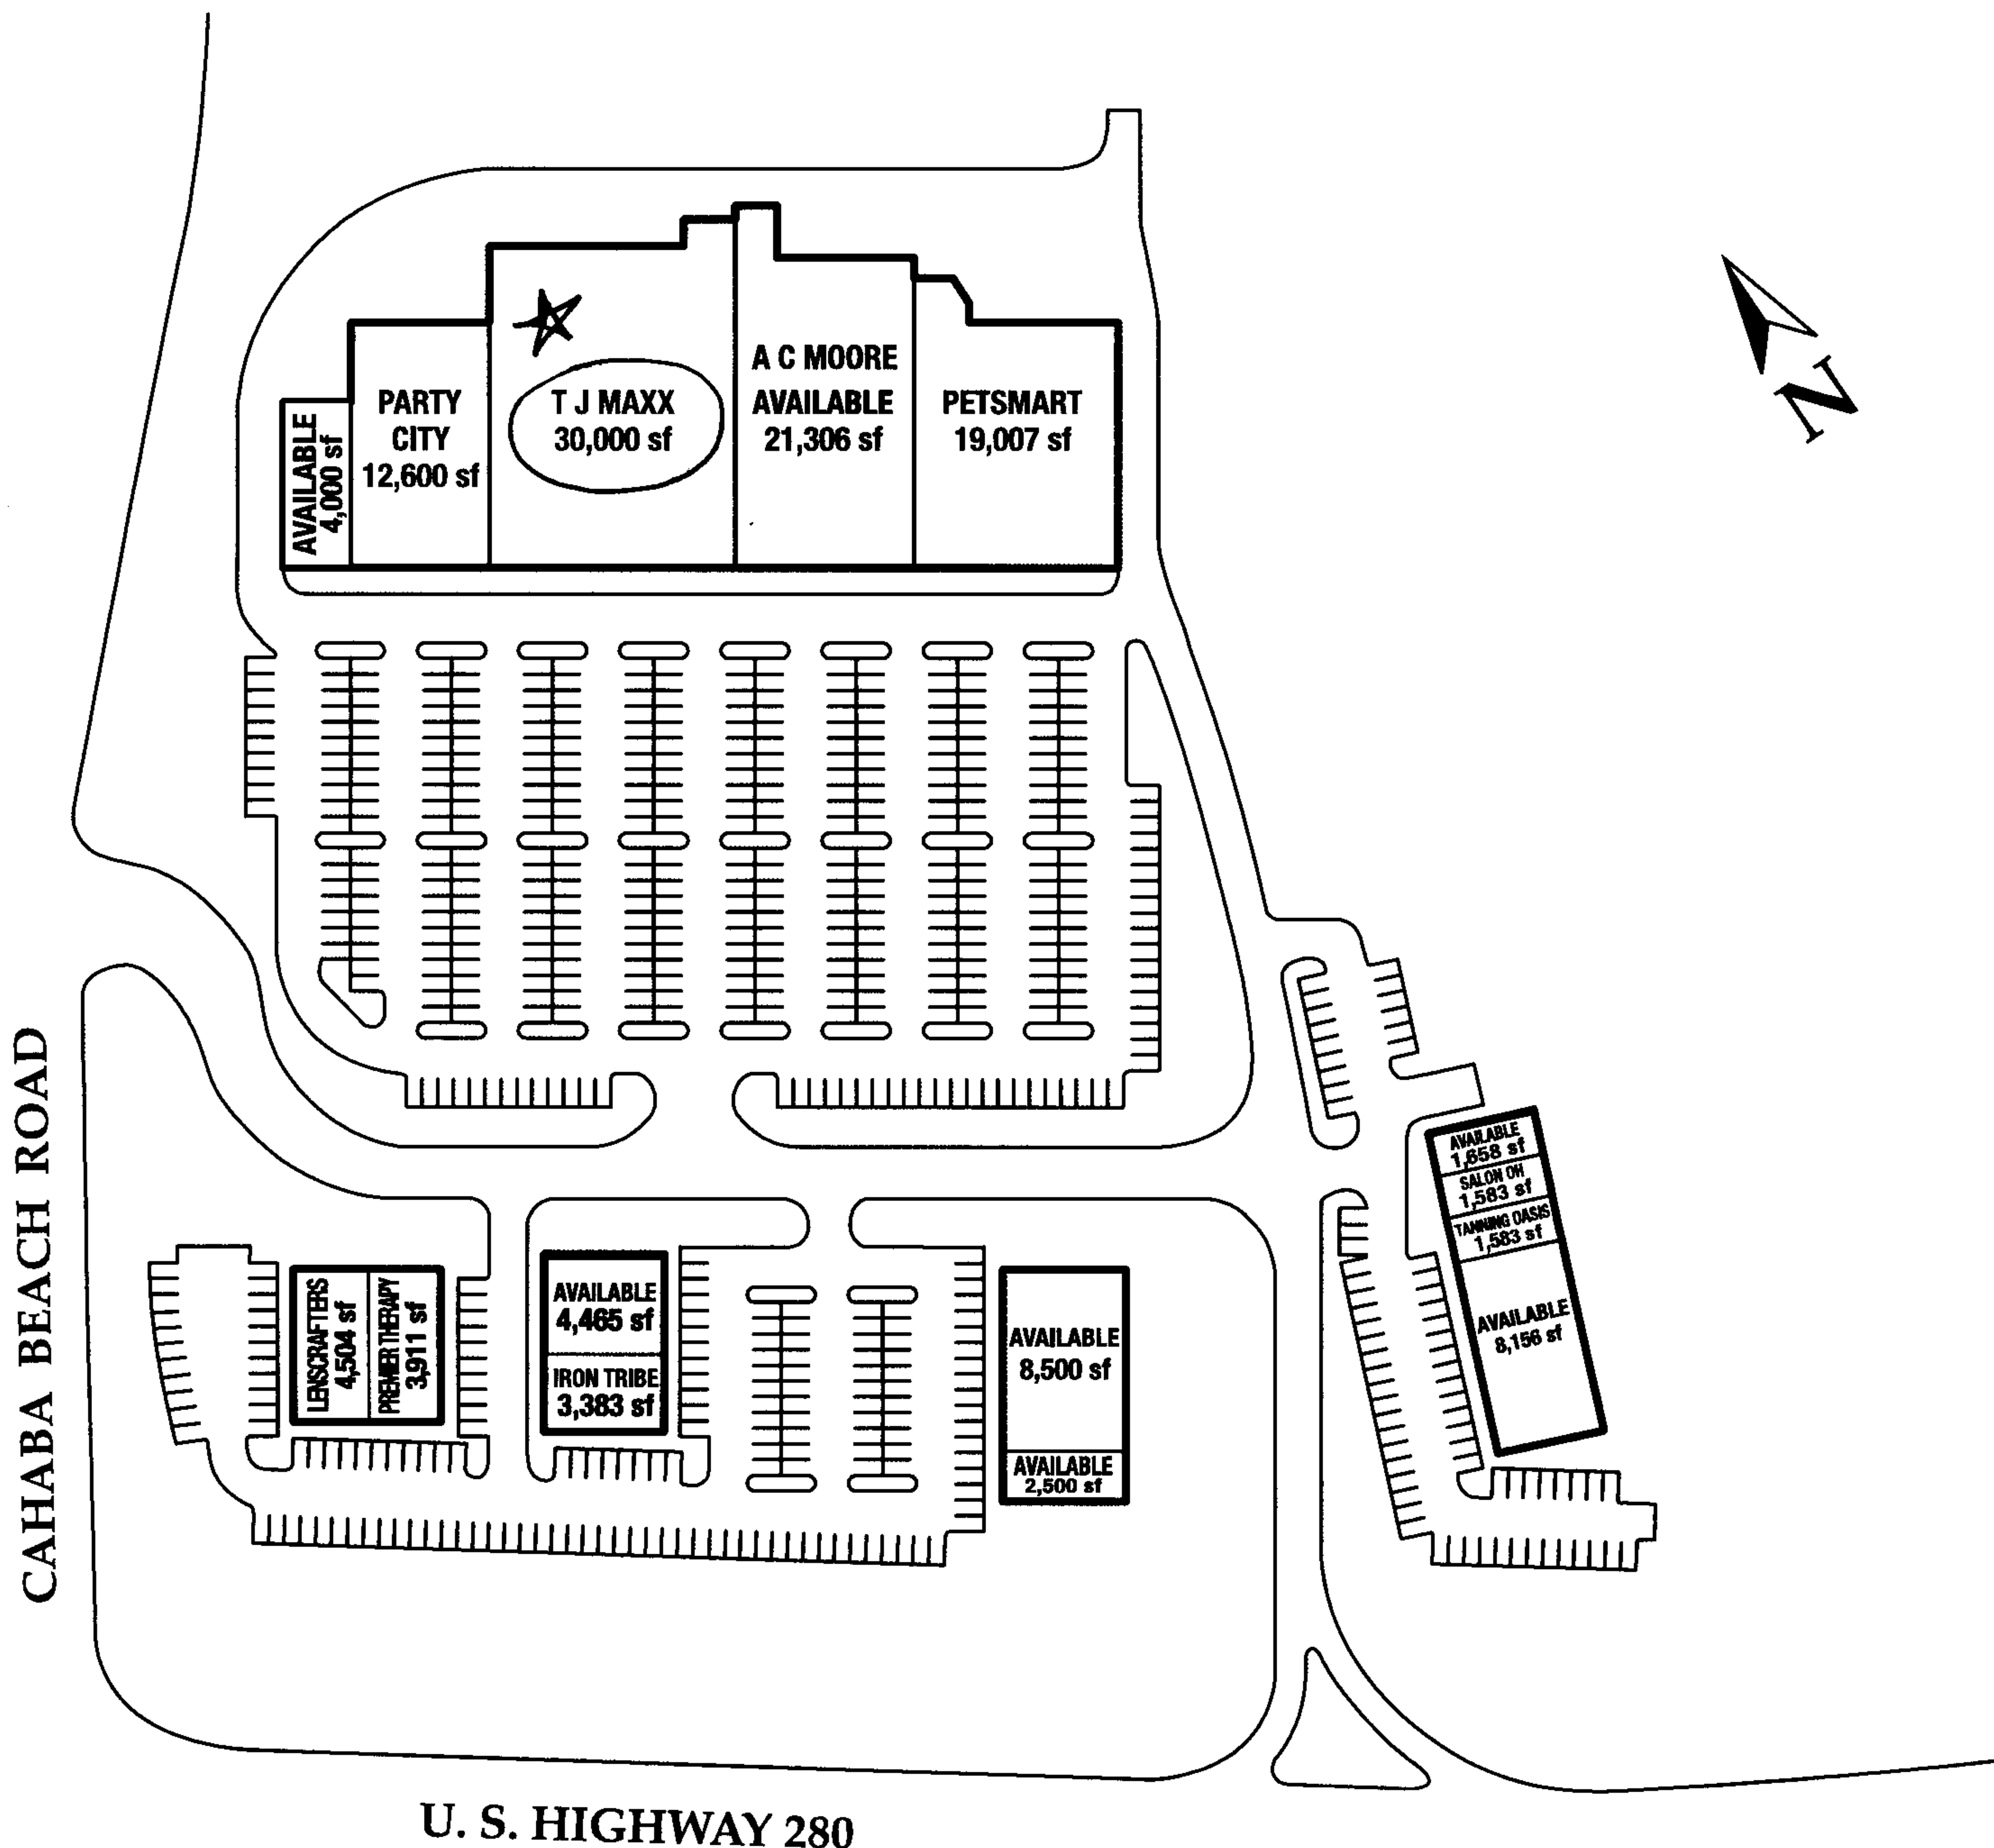 AVAILABLE
4,000 sf
PARTY
CITY
12,600 sf
T J MAXX
30,000 sf
A C MOORE
AVAILABLE
21,306 sf
PETSMART
19,007 sf
N
CAHABA BEACH ROAD
LENSCRAFTERS
4,504 sf
PREMIER THERAPY
3,911 sf
AVAILABLE
4,465 sf
IRON TRIBE
3,383 sf
AVAILABLE
8,500 sf
AVAILABLE
2,500 sf
AVAILABLE
1,658 sf
SALON OH
1,583 sf
TANNING OASIS
1,583 sf
AVAILABLE
8,156 sf
U. S. HIGHWAY 280